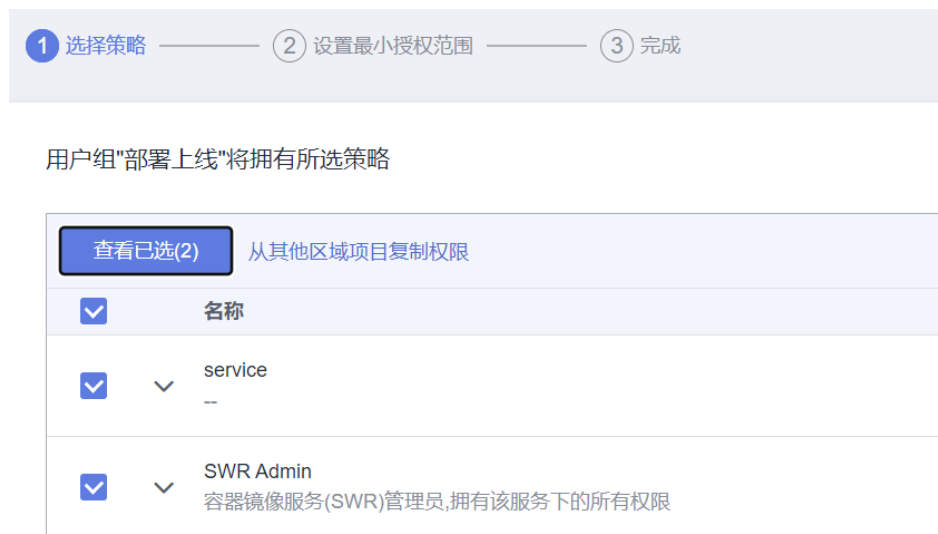 1 选择策略 2 设置最小授权范围 3 完成
用户组"部署上线"将拥有所选策略
查看已选(2) 从其他区域项目复制权限
名称
service
--
SWR Admin
容器镜像服务(SWR)管理员,拥有该服务下的所有权限